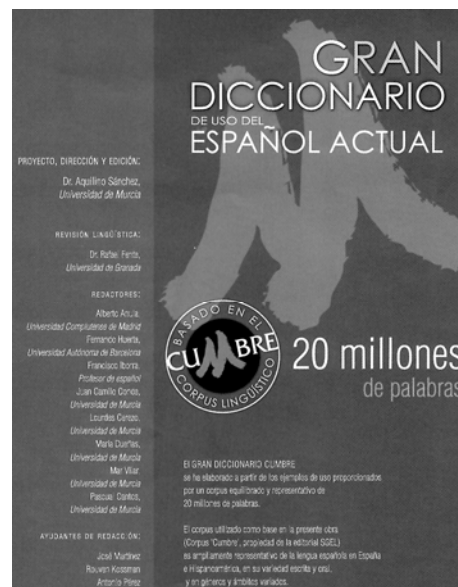 GRAN
DICCIONARIO
DE USO DEL
ESPAÑOL ACTUAL
PROYECTO, DIRECCIÓN Y EDICIÓN:
Dr. Aquilino Sánchez,
Universidad de Murcia
REVISIÓN LINGÜÍSTICA:
Dr. Rafael
Universidad de Granada
REDACTORES:
Alberto
Universidad Complutense de Madrid
Fernando Huerta,
Universidad Autónoma de Barcelona
Francisco
Profesor de español
Juan Camilo
Universidad de Murcia
Lourdes Cerezo,
Universidad de Murcia
María Dueñas,
Universidad de Murcia
Mar Vilar,
Universidad de Murcia
Pascual Cantos,
Universidad de Murcia
AYUDANTES DE REDACCIÓN:
José Martínez
Antonio Pérez
BASADO EN EL
CUMBRE
CORPUS LINGÜÍSTICO
20 millones
de palabras
El GRAN DICCIONARIO CUMBRE
se ha elaborado a partir de los ejemplos de uso proporcionados
por un corpus equilibrado y representativo de
20 millones de palabras.
El corpus utilizado como base en la presente obra
(Corpus 'Cumbre', propiedad de la editorial SGEL)
es ampliamente representativo de la lengua española en España
e Hispanoamérica, en su variedad escrita y oral,
y en géneros y ámbitos variados.